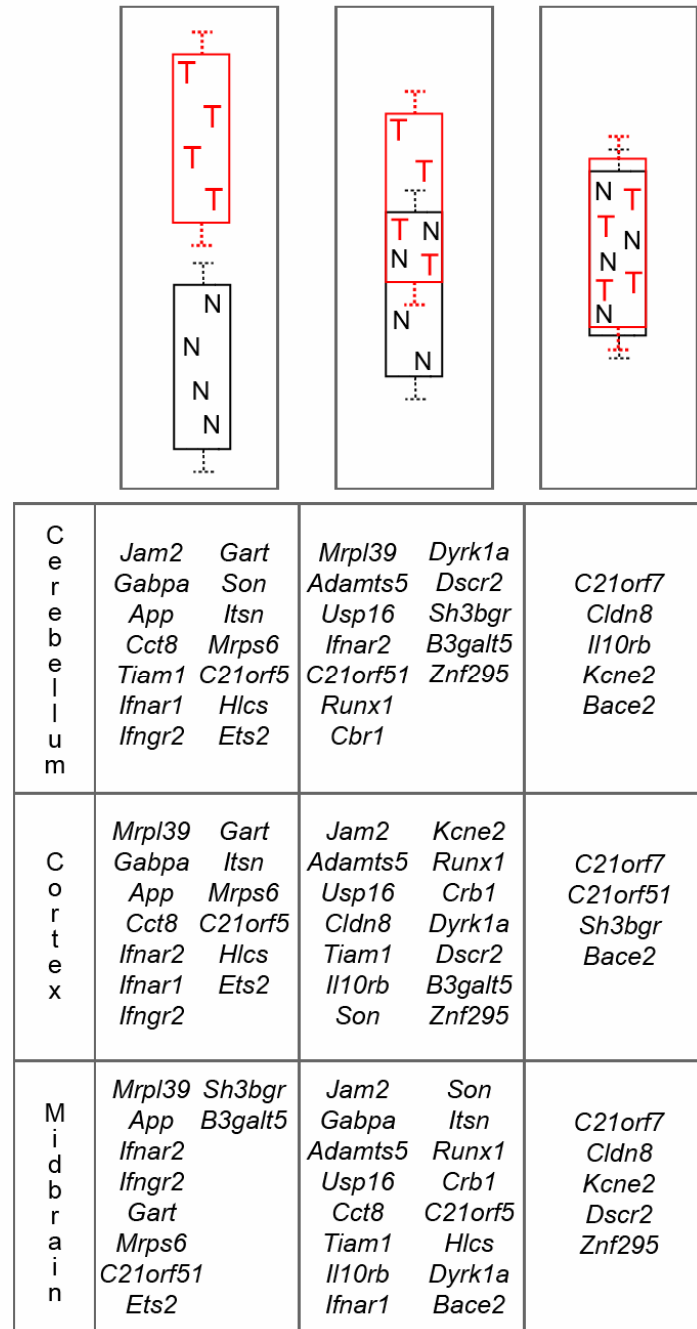 T
T
T
T
N
N
N
N
T
T
T N
N T
N
N
N T
T N
N
T T
N
Cerebellum
Jam2 Gart
Gabpa Son
App Itsn
Cct8 Mrps6
Tiam1 C21orf5
Ifnar1 Hlcs
Ifngr2 Ets2
Mrpl39 Dyrk1a
Adamts5 Dscr2
Usp16 Sh3bgr
Ifnar2 B3galt5
C21orf51 Znf295
Runx1
Cbr1
C21orf7
Cldn8
Il10rb
Kcne2
Bace2
Cortex
Mrpl39 Gart
Gabpa Itsn
App Mrps6
Cct8 C21orf5
Ifnar2 Hlcs
Ifnar1 Ets2
Ifngr2
Jam2 Kcne2
Adamts5 Runx1
Usp16 Crb1
Cldn8 Dyrk1a
Tiam1 Dscr2
Il10rb B3galt5
Son Znf295
C21orf7
C21orf51
Sh3bgr
Bace2
Midbrain
Mrpl39 Sh3bgr
App B3galt5
Ifnar2
Ifngr2
Gart
Mrps6
C21orf51
Ets2
Jam2 Son
Gabpa Itsn
Adamts5 Runx1
Usp16 Crb1
Cct8 C21orf5
Tiam1 Hlcs
Il10rb Dyrk1a
Ifnar1 Bace2
C21orf7
Cldn8
Kcne2
Dscr2
Znf295